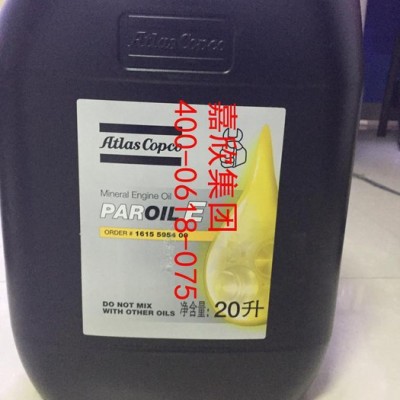 Atlas Copco
Atlas Copco
Mineral Engine Oil
PAROIL E
ORDER # 1615 5954 00
DO NOT MIX
WITH OTHER OILS
净含量: 20升
嘉欣集团
400-0618-075